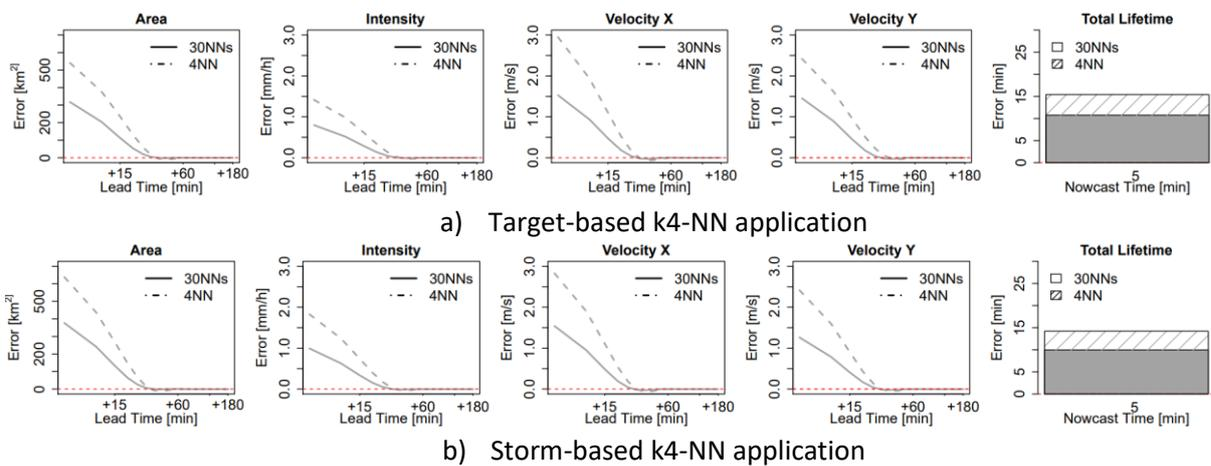 Area
Error [km²]
500
200
0
30NNs
4NN
+15
+60
+180
Lead Time [min]
Intensity
Error [mm/h]
3.0
2.0
1.0
0.0
30NNs
4NN
+15
+60
+180
Lead Time [min]
Velocity X
Error [m/s]
3.0
2.0
1.0
0.0
30NNs
4NN
+15
+60
+180
Lead Time [min]
Velocity Y
Error [m/s]
3.0
2.0
1.0
0.0
30NNs
4NN
+15
+60
+180
Lead Time [min]
Total Lifetime
Error [min]
25
15
5
0
30NNs
4NN
5
Nowcast Time [min]
a) Target-based k4-NN application
Area
Error [km²]
500
200
0
30NNs
4NN
+15
+60
+180
Lead Time [min]
Intensity
Error [mm/h]
3.0
2.0
1.0
0.0
30NNs
4NN
+15
+60
+180
Lead Time [min]
Velocity X
Error [m/s]
3.0
2.0
1.0
0.0
30NNs
4NN
+15
+60
+180
Lead Time [min]
Velocity Y
Error [m/s]
3.0
2.0
1.0
0.0
30NNs
4NN
+15
+60
+180
Lead Time [min]
Total Lifetime
Error [min]
25
15
5
0
30NNs
4NN
5
Nowcast Time [min]
b) Storm-based k4-NN application